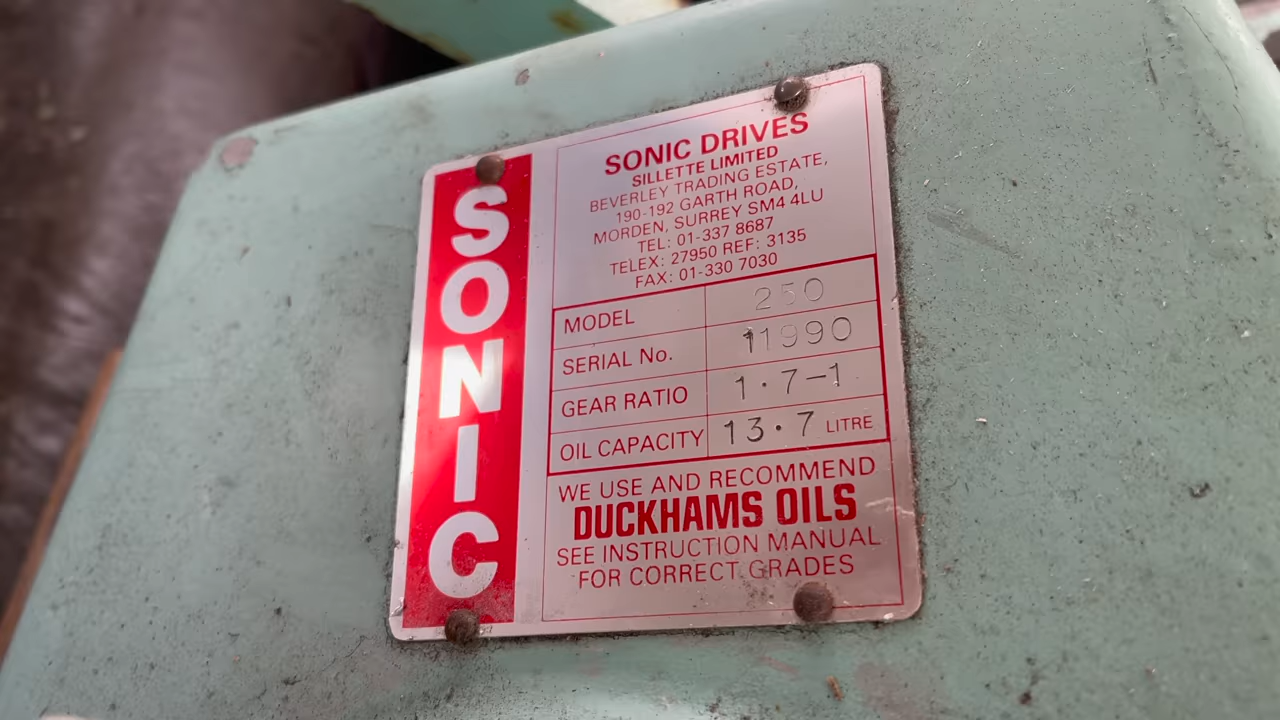 SONIC
SONIC DRIVES
SILLETTE LIMITED
BEVERLEY TRADING ESTATE,
190-192 GARTH ROAD,
MORDEN, SURREY SM4 4LU
TEL: 01-337 8687
TELEX: 27950 REF: 3135
FAX: 01-330 7030
MODEL 250
SERIAL No. 11990
GEAR RATIO 1·7-1
OIL CAPACITY 13·7 LITRE
WE USE AND RECOMMEND
DUCKHAMS OILS
SEE INSTRUCTION MANUAL
FOR CORRECT GRADES